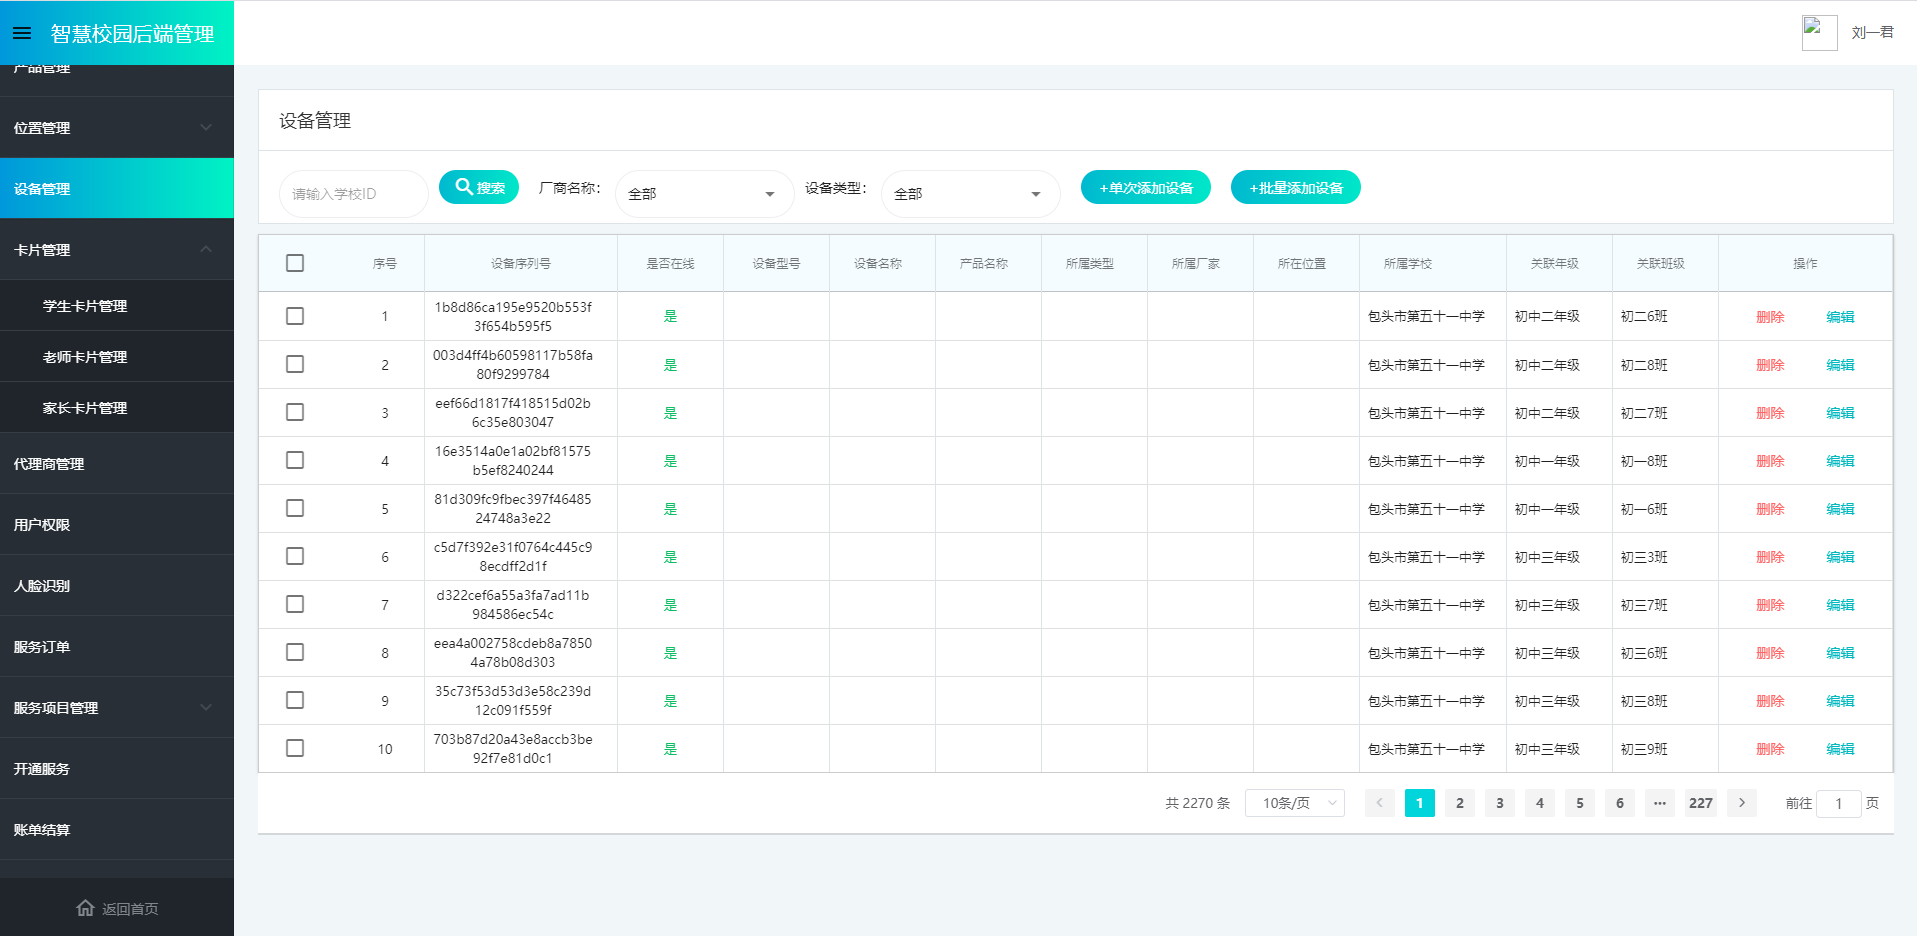 智慧校园后端管理
刘一君
产品管理
位置管理
设备管理
卡片管理
学生卡片管理
老师卡片管理
家长卡片管理
代理商管理
用户权限
人脸识别
服务订单
服务项目管理
开通服务
账单结算
返回首页
设备管理
请输入学校ID 搜索 厂商名称： 全部 设备类型： 全部 +单次添加设备 +批量添加设备
序号 设备序列号 是否在线 设备型号 设备名称 产品名称 所属类型 所属厂家 所在位置 所属学校 关联年级 关联班级 操作
1 1b8d86ca195e9520b553f 是 包头市第五十一中学 初中二年级 初二6班 删除 编辑
3f654b595f5
2 003d4ff4b60598117b58fa 是 包头市第五十一中学 初中二年级 初二8班 删除 编辑
80f9299784
3 eef66d1817f418515d02b 是 包头市第五十一中学 初中二年级 初二7班 删除 编辑
6c35e803047
4 16e3514a0e1a02bf81575 是 包头市第五十一中学 初中一年级 初一8班 删除 编辑
b5ef8240244
5 81d309fc9fbec397f46485 是 包头市第五十一中学 初中一年级 初一6班 删除 编辑
24748a3e22
6 c5d7f392e31f0764c445c9 是 包头市第五十一中学 初中三年级 初三3班 删除 编辑
8ecdff2d1f
7 d322cef6a55a3fa7ad11b 是 包头市第五十一中学 初中三年级 初三7班 删除 编辑
984586ec54c
8 eea4a002758cdeb8a7850 是 包头市第五十一中学 初中三年级 初三6班 删除 编辑
4a78b08d303
9 35c73f53d53d3e58c239d 是 包头市第五十一中学 初中三年级 初三8班 删除 编辑
12c091f559f
10 703b87d20a43e8accb3be 是 包头市第五十一中学 初中三年级 初三9班 删除 编辑
92f7e81d0c1
共 2270 条 10条/页 1 2 3 4 5 6 ··· 227 前往 1 页